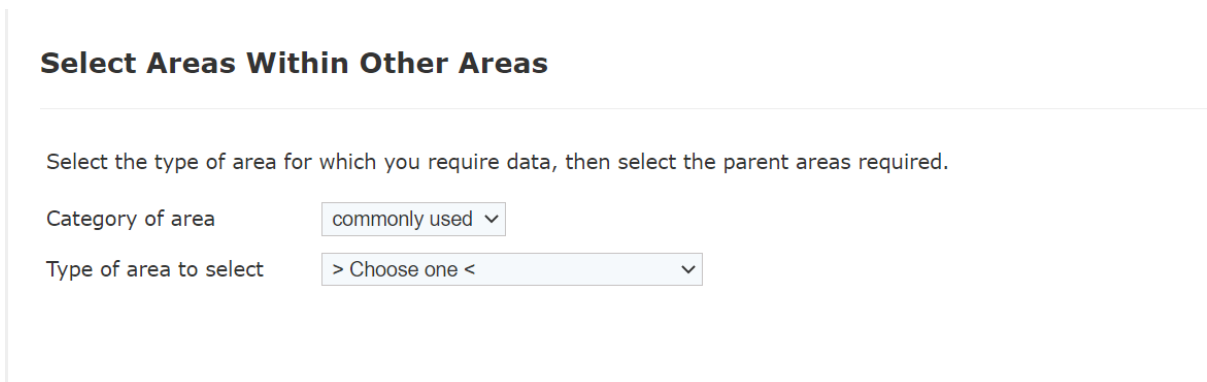 Select Areas Within Other Areas
Select the type of area for which you require data, then select the parent areas required.
Category of area commonly used
Type of area to select > Choose one <